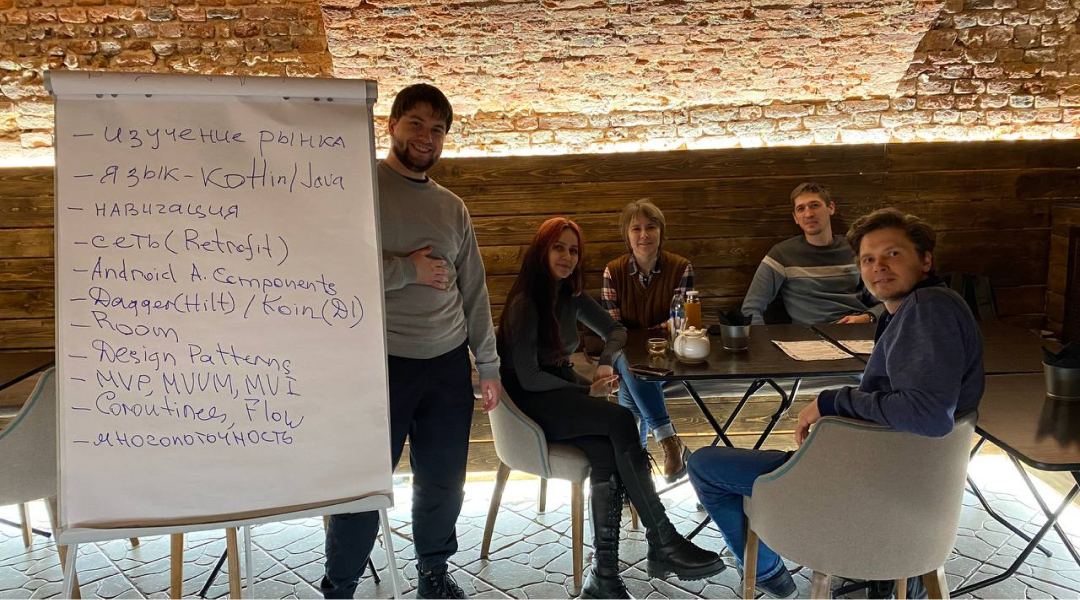 - изучение рынка
- язык - Kotlin/Java
- навигация
- сеть (Retrofit)
- Android A. Components
- Dagger(Hilt) / Koin(DI)
- Room
- Design Patterns
- MVP, MVVM, MVI
- Coroutines, Flow
- многопоточность